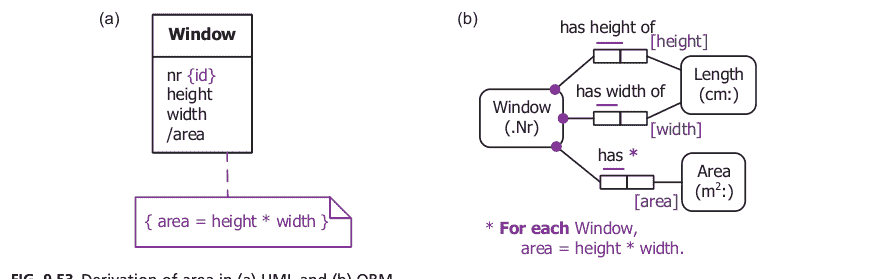 (a)
Window
nr {id}
height
width
/area
{ area = height * width }
(b)
has height of
[height]
Length
(cm:)
has width of
[width]
Window
(.Nr)
has *
[area]
Area
(m²:)
* For each Window,
area = height * width.
FIG. 9.53 Derivation of area in (a) UML and (b) ORM